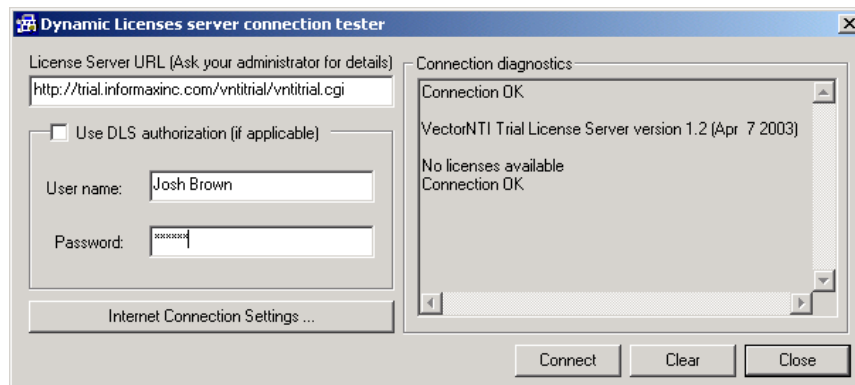 Dynamic Licenses server connection tester
License Server URL (Ask your administrator for details)
http://trial.informaxinc.com/vntitrial/vntitrial.cgi
Use DLS authorization (if applicable)
User name:
Josh Brown
Password:
xxxxxx
Internet Connection Settings ...
Connection diagnostics
Connection OK
VectorNTI Trial License Server version 1.2 (Apr 7 2003)
No licenses available
Connection OK
Connect
Clear
Close